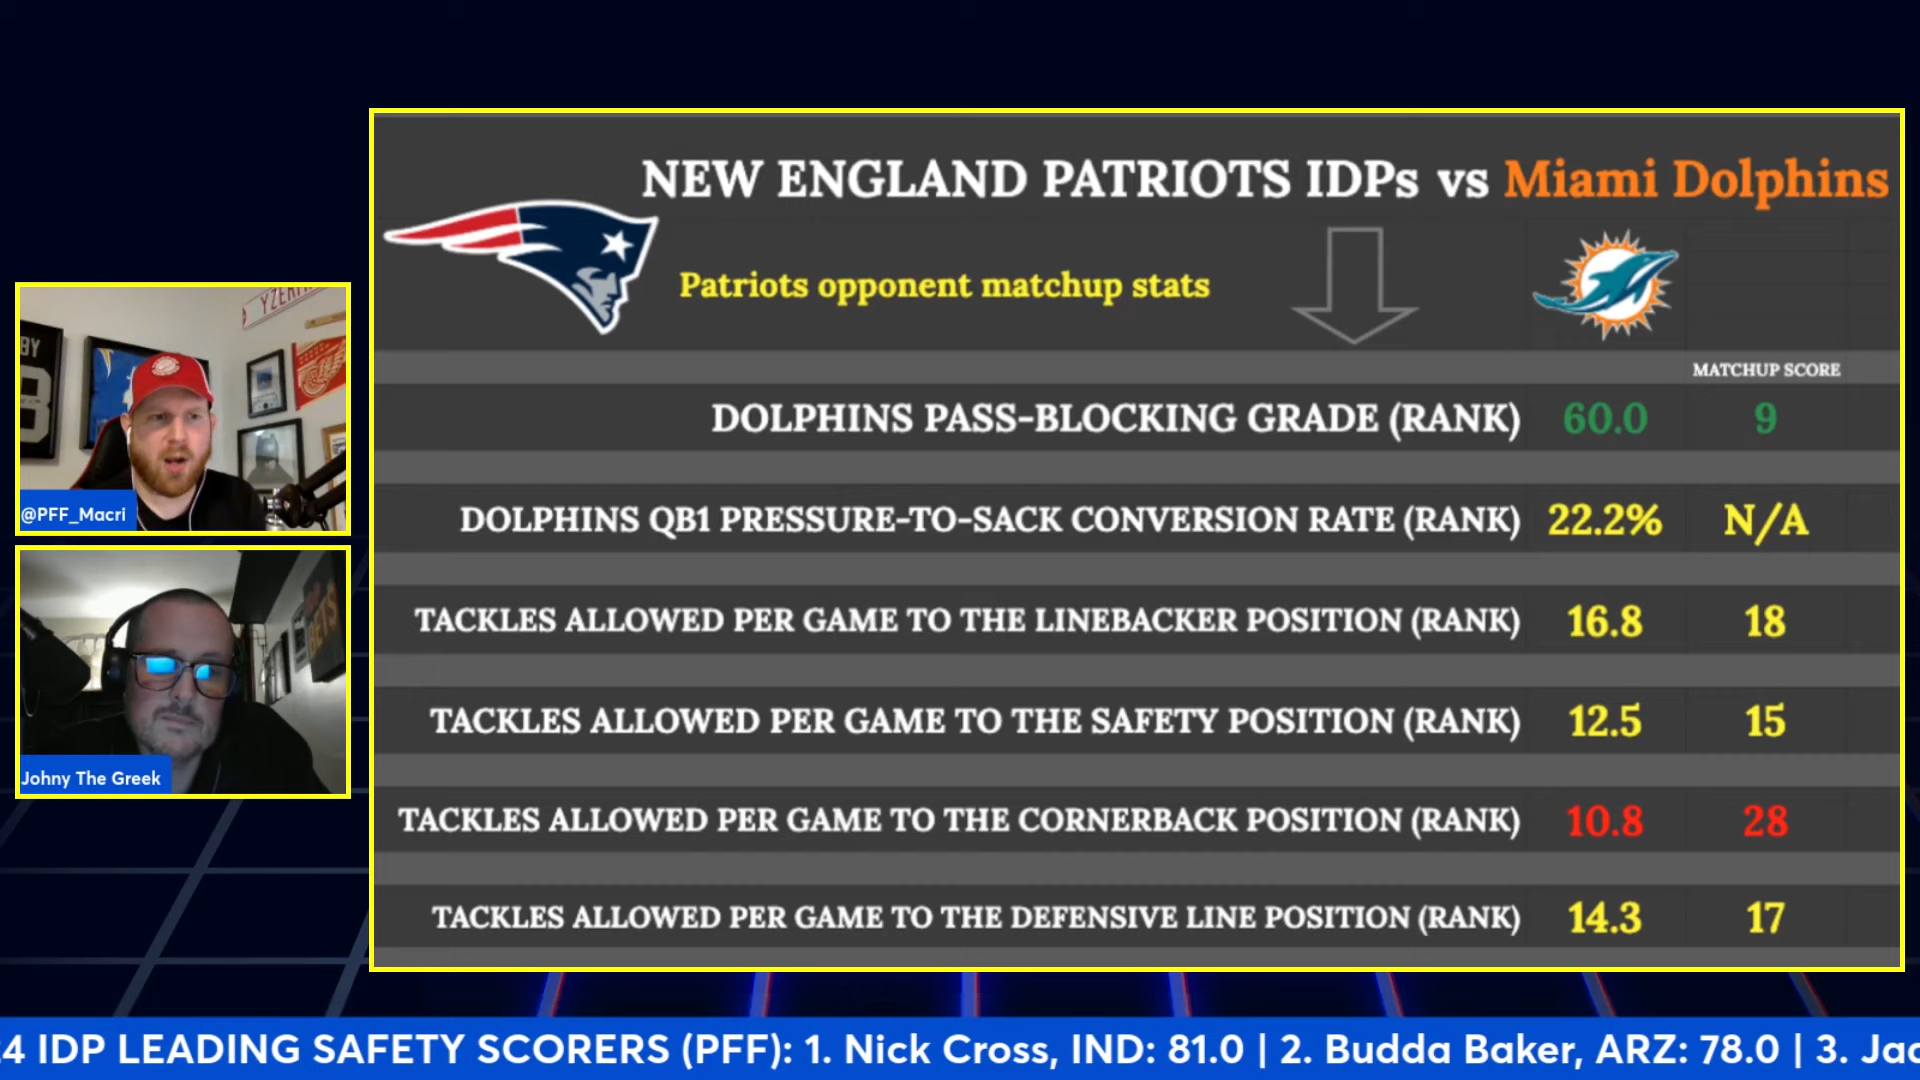 NEW ENGLAND PATRIOTS IDPs vs Miami Dolphins
Patriots opponent matchup stats
MATCHUP SCORE
DOLPHINS PASS-BLOCKING GRADE (RANK) 60.0 9
DOLPHINS QB1 PRESSURE-TO-SACK CONVERSION RATE (RANK) 22.2% N/A
TACKLES ALLOWED PER GAME TO THE LINEBACKER POSITION (RANK) 16.8 18
TACKLES ALLOWED PER GAME TO THE SAFETY POSITION (RANK) 12.5 15
TACKLES ALLOWED PER GAME TO THE CORNERBACK POSITION (RANK) 10.8 28
TACKLES ALLOWED PER GAME TO THE DEFENSIVE LINE POSITION (RANK) 14.3 17
@PFF_Macri
BETS
Johny The Greek
4 IDP LEADING SAFETY SCORERS (PFF): 1. Nick Cross, IND: 81.0 | 2. Budda Baker, ARZ: 78.0 | 3.